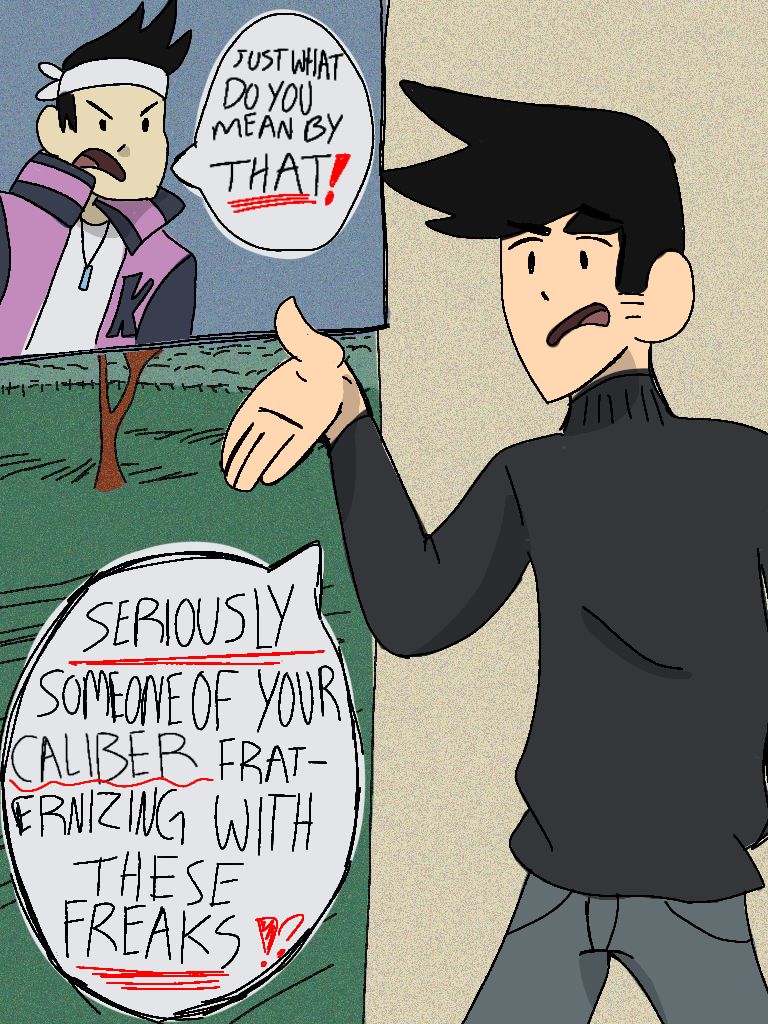 JUST WHAT
DO YOU
MEAN BY
THAT!
K
SERIOUSLY
SOMEONE OF YOUR
CALIBER FRAT-
ERNIZING WITH
THESE
FREAKS !?